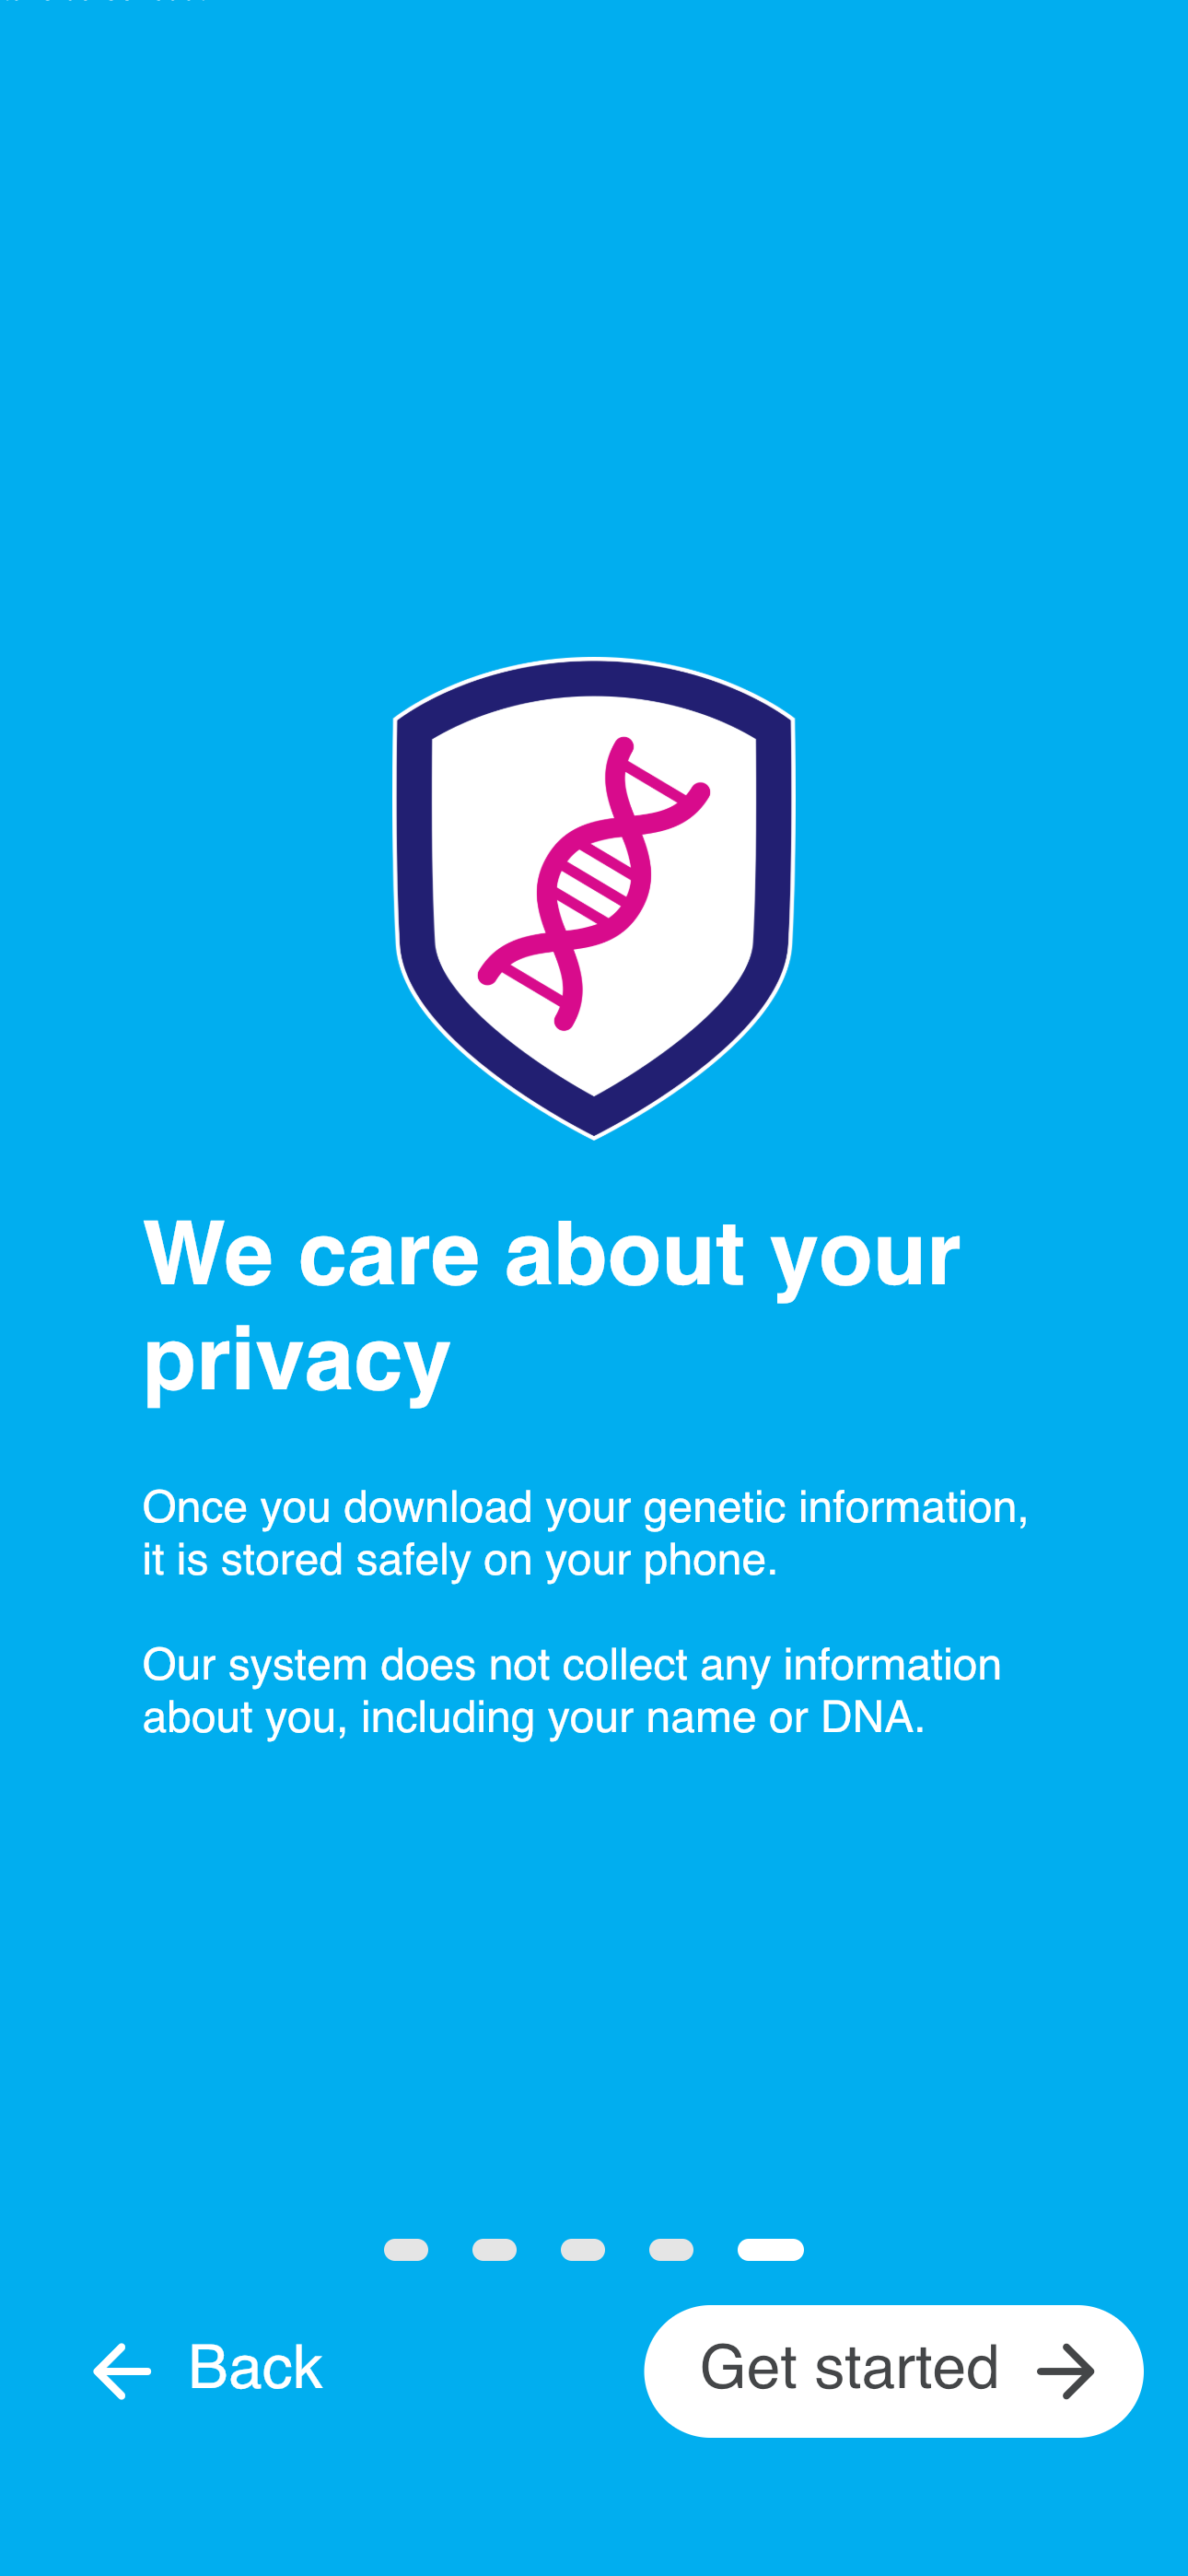 We care about your
privacy
Once you download your genetic information,
it is stored safely on your phone.
Our system does not collect any information
about you, including your name or DNA.
Back
Get started